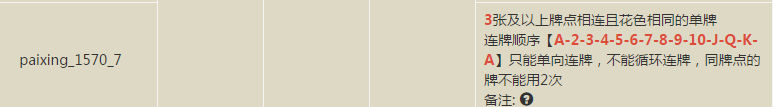 paixing_1570_7
3张及以上牌点相连且花色相同的单牌
连牌顺序【A-2-3-4-5-6-7-8-9-10-J-Q-K-
A】只能单向连牌，不能循环连牌，同牌点的
牌不能用2次
备注: